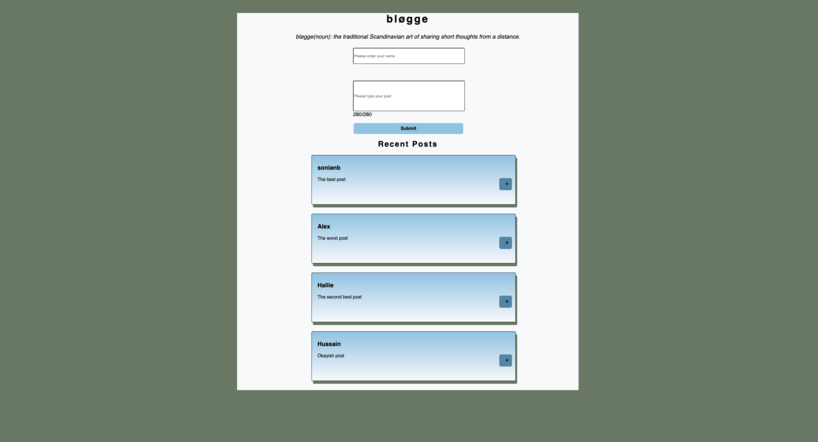 bløgge
bløgge(noun): the traditional Scandinavian art of sharing short thoughts from a distance.
Please enter your name
Please type your post
280/280
Submit
Recent Posts
sonianb
The best post
Alex
The worst post
Hallie
The second best post
Hussain
Okayish post